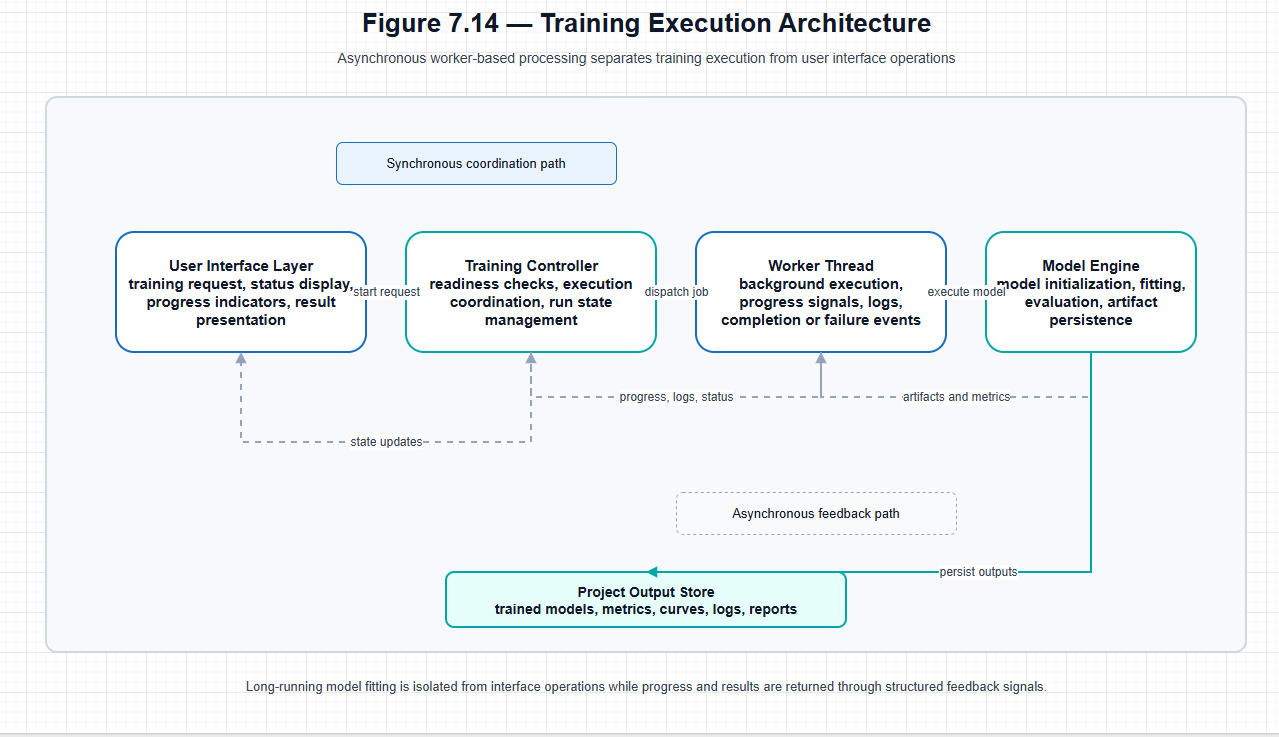 Figure 7.14 — Training Execution Architecture
Asynchronous worker-based processing separates training execution from user interface operations
Synchronous coordination path
User Interface Layer
training request, status display,
progress indicators, result
presentation
start request
Training Controller
readiness checks, execution
coordination, run state
management
dispatch job
Worker Thread
background execution,
progress signals, logs,
completion or failure events
execute model
Model Engine
model initialization, fitting,
evaluation, artifact
persistence
progress, logs, status
artifacts and metrics
state updates
Asynchronous feedback path
persist outputs
Project Output Store
trained models, metrics, curves, logs, reports
Long-running model fitting is isolated from interface operations while progress and results are returned through structured feedback signals.